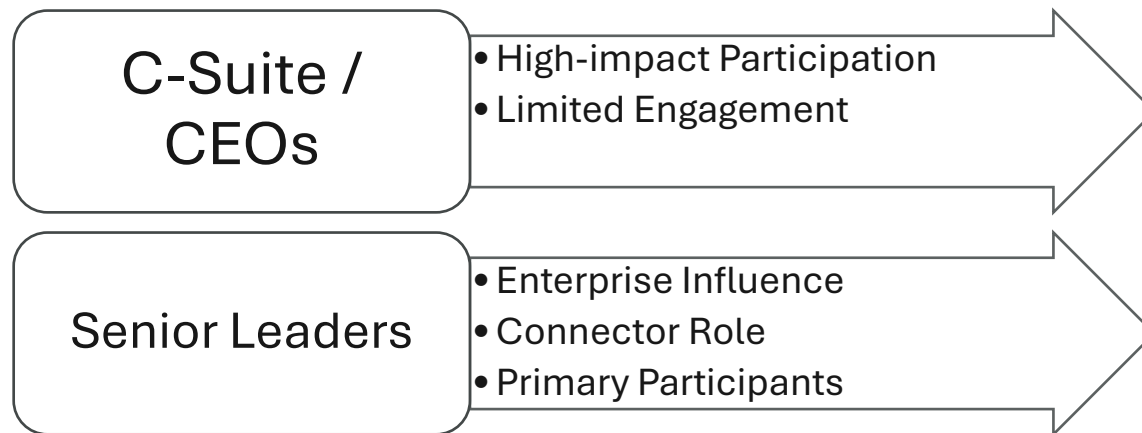 C-Suite /
CEOs
• High-impact Participation
• Limited Engagement
Senior Leaders
• Enterprise Influence
• Connector Role
• Primary Participants